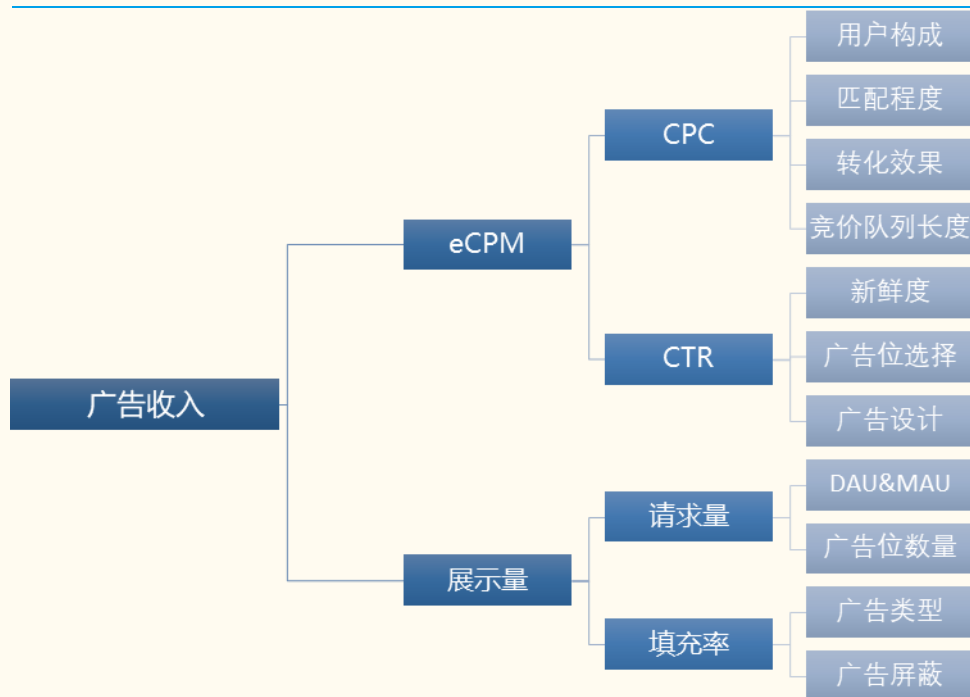 广告收入
eCPM
CPC
用户构成
匹配程度
转化效果
竞价队列长度
CTR
新鲜度
广告位选择
广告设计
展示量
请求量
DAU&MAU
广告位数量
填充率
广告类型
广告屏蔽